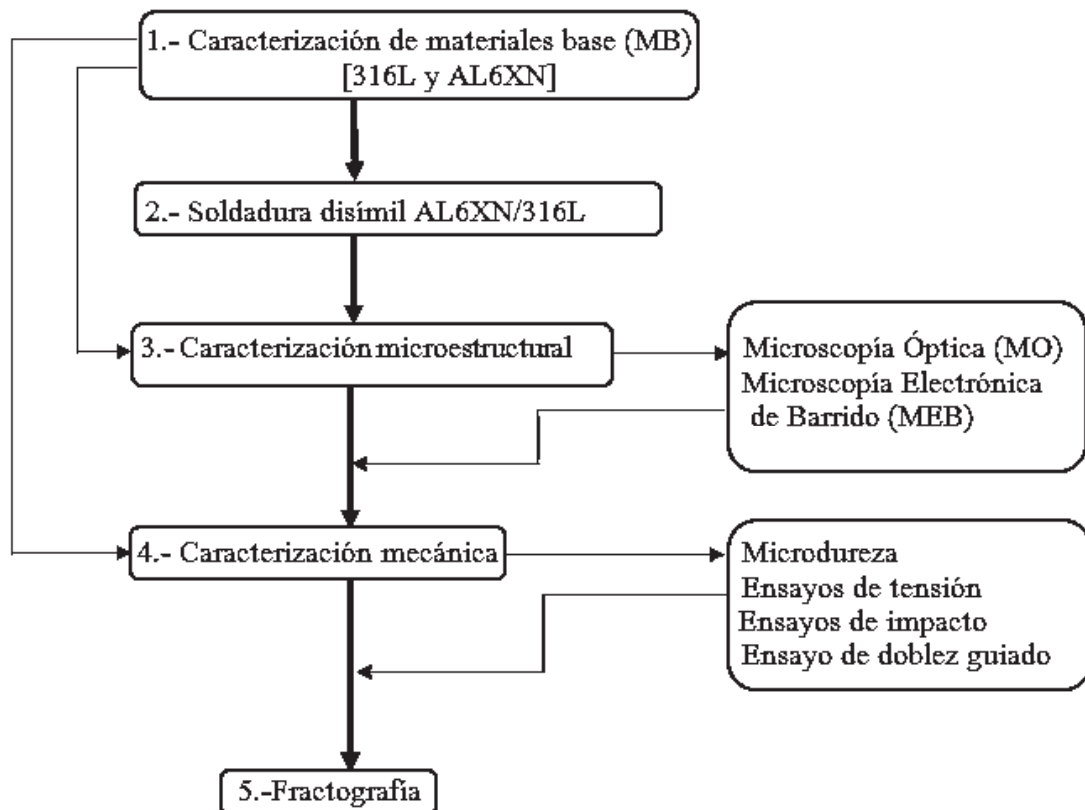 1.- Caracterización de materiales base (MB)
[316L y AL6XN]
2.- Soldadura disímil AL6XN/316L
3.- Caracterización microestructural
Microscopía Óptica (MO)
Microscopía Electrónica
de Barrido (MEB)
4.- Caracterización mecánica
Microdureza
Ensayos de tensión
Ensayos de impacto
Ensayo de doblez guiado
5.-Fractografía